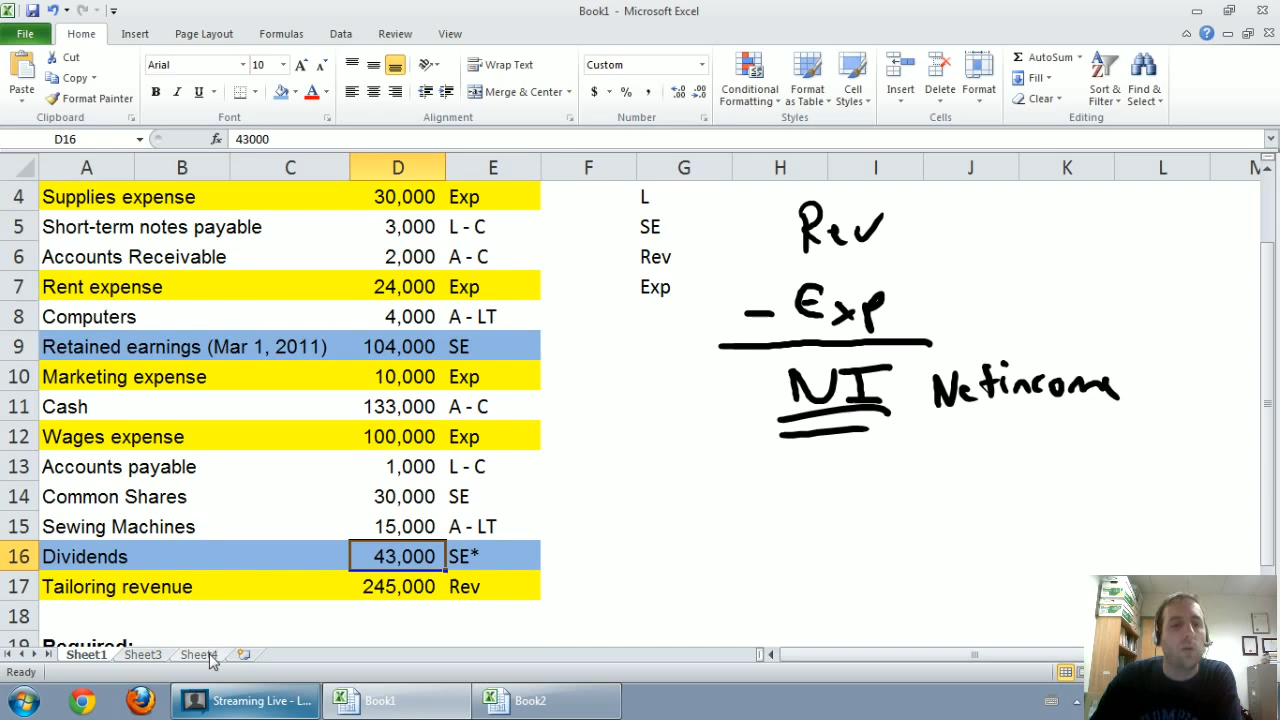 Book1 - Microsoft Excel
File Home Insert Page Layout Formulas Data Review View
Paste
Cut
Copy
Format Painter
Clipboard
Arial 10 A A
B I U A
Font
Wrap Text
Merge & Center
Alignment
Custom
$ % , .0 .00 .00 .0
Number
Conditional Formatting
Format as Table
Cell Styles
Styles
Insert
Delete
Format
Cells
Σ AutoSum
Fill
Clear
Sort & Filter
Find & Select
Editing
D16 fx 43000
A B C D E F G H I J K L M
4 Supplies expense 30,000 Exp L
5 Short-term notes payable 3,000 L - C SE
6 Accounts Receivable 2,000 A - C Rev
7 Rent expense 24,000 Exp Exp
8 Computers 4,000 A - LT
9 Retained earnings (Mar 1, 2011) 104,000 SE
10 Marketing expense 10,000 Exp
11 Cash 133,000 A - C
12 Wages expense 100,000 Exp
13 Accounts payable 1,000 L - C
14 Common Shares 30,000 SE
15 Sewing Machines 15,000 A - LT
16 Dividends 43,000 SE*
17 Tailoring revenue 245,000 Rev
18
19 Required:
Rev
- Exp
NI Net income
Sheet1 Sheet3 Sheet4
Ready
Streaming Live - L... Book1 Book2